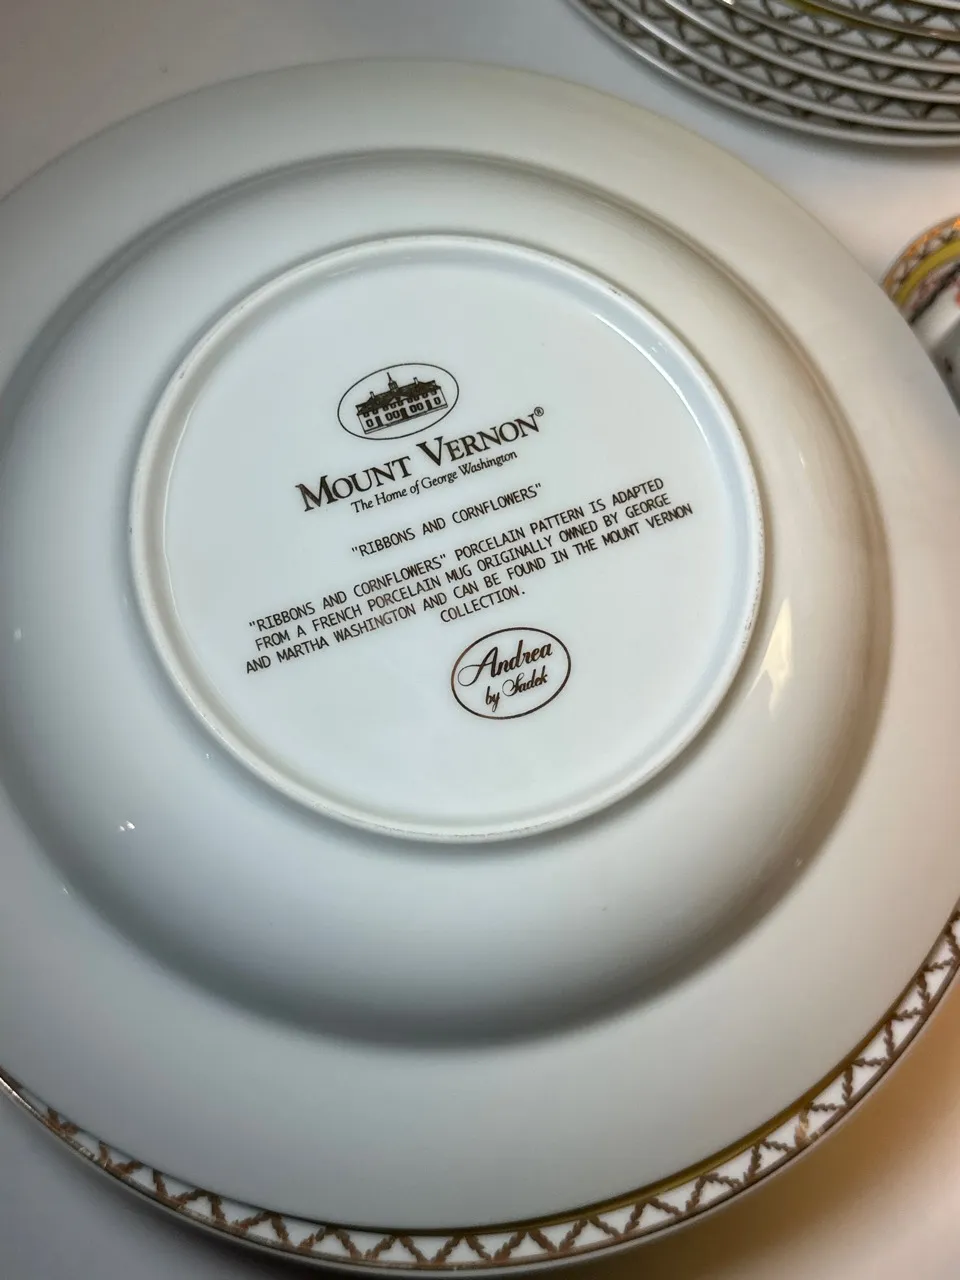 MOUNT VERNON®
The Home of George Washington
"RIBBONS AND CORNFLOWERS"
"RIBBONS AND CORNFLOWERS" PORCELAIN PATTERN IS ADAPTED
FROM A FRENCH PORCELAIN MUG ORIGINALLY OWNED BY GEORGE
AND MARTHA WASHINGTON AND CAN BE FOUND IN THE MOUNT VERNON
COLLECTION.
Andrea
by Sadek